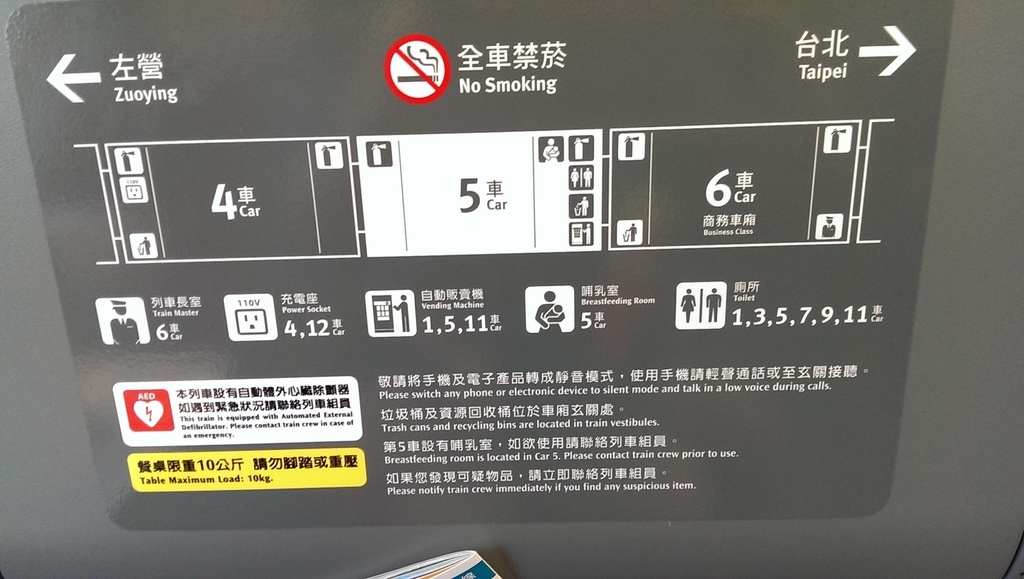 左營
Zuoying
全車禁菸
No Smoking
台北
Taipei
110V
4車
Car
5車
Car
6車
Car
商務車廂
Business Class
列車長室
Train Master
6車
Car
110V
充電座
Power Socket
4,12車
Car
自動販賣機
Vending Machine
1,5,11車
Car
哺乳室
Breastfeeding Room
5車
Car
廁所
Toilet
1,3,5,7,9,11車
Car
AED
本列車設有自動體外心臟除顫器
如遇到緊急狀況請聯絡列車組員
This train is equipped with Automated External
Defibrillator. Please contact train crew in case of
an emergency.
餐桌限重10公斤 請勿腳踏或重壓
Table Maximum Load: 10kg.
敬請將手機及電子產品轉成靜音模式，使用手機請輕聲通話或至玄關接聽。
Please switch any phone or electronic device to silent mode and talk in a low voice during calls.
垃圾桶及資源回收桶位於車廂玄關處。
Trash cans and recycling bins are located in train vestibules.
第5車設有哺乳室，如欲使用請聯絡列車組員。
Breastfeeding room is located in Car 5. Please contact train crew prior to use.
如果您發現可疑物品，請立即聯絡列車組員。
Please notify train crew immediately if you find any suspicious item.